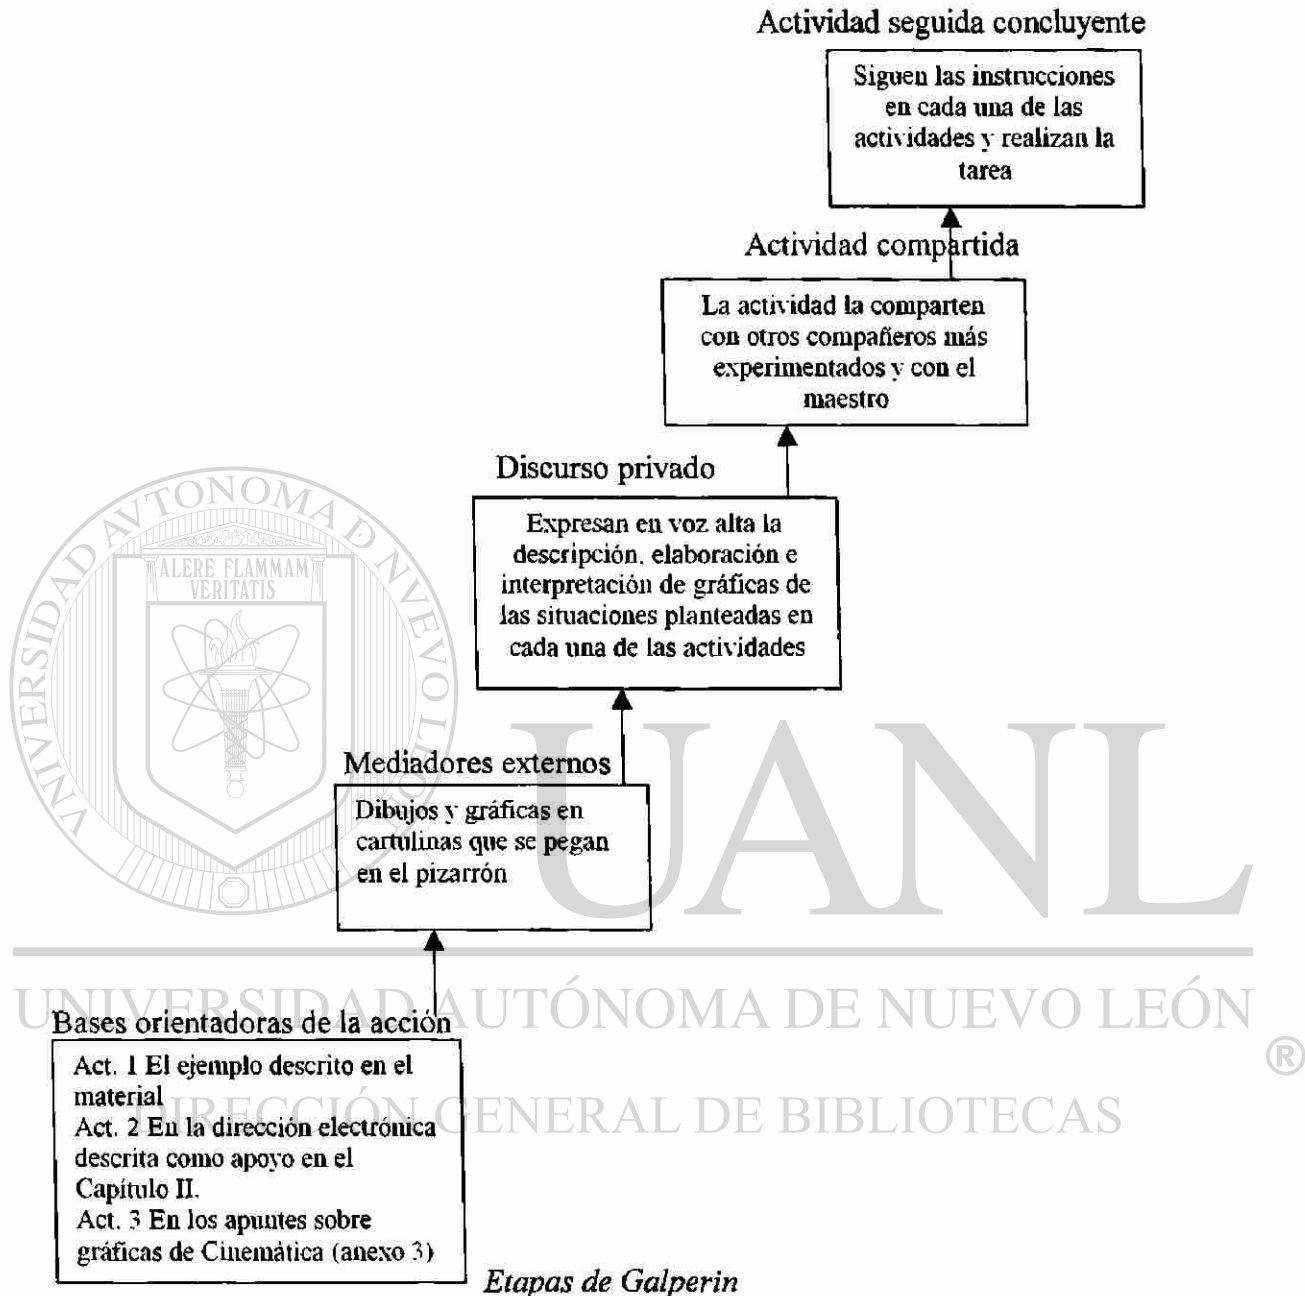 Actividad seguida concluyente
Siguen las instrucciones
en cada una de las
actividades y realizan la
tarea
Actividad compartida
La actividad la comparten
con otros compañeros más
experimentados y con el
maestro
Discurso privado
Expresan en voz alta la
descripción, elaboración e
interpretación de gráficas de
las situaciones planteadas en
cada una de las actividades
Mediadores externos
Dibujos y gráficas en
cartulinas que se pegan
en el pizarrón
Bases orientadoras de la acción
Act. 1 El ejemplo descrito en el
material
Act. 2 En la dirección electrónica
descrita como apoyo en el
Capítulo II.
Act. 3 En los apuntes sobre
gráficas de Cinemática (anexo 3)
Etapas de Galperin
UNIVERSIDAD AVTONOMA D NVEVO LEON
ALERE FLAMMAM
VERITATIS
UANL
UNIVERSIDAD AUTÓNOMA DE NUEVO LEÓN
®
DIRECCIÓN GENERAL DE BIBLIOTECAS